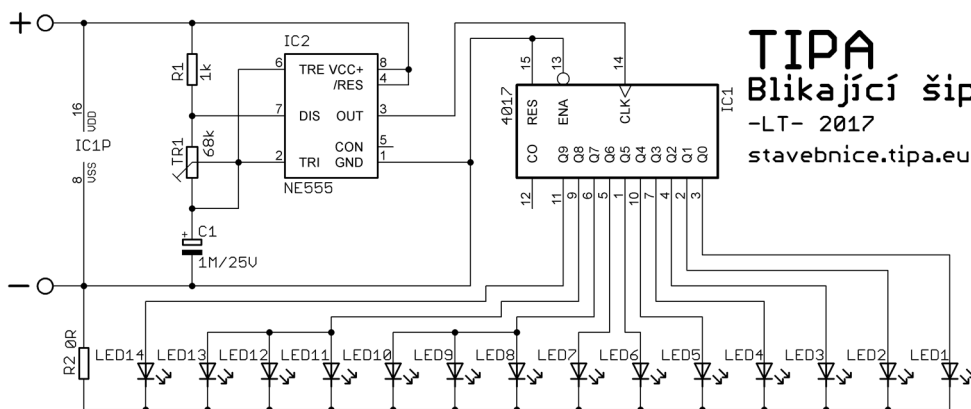 TIPA
Blikající šip
-LT- 2017
stavebnice.tipa.eu
+
-
IC2
NE555
6 TRE VCC+ 8
/RES 4
7 DIS OUT 3
CON 5
2 TRI GND 1
R1
1k
TR1
68k
C1
+
1M/25V
16
VDD
IC1P
8
VSS
R2 0R
15 13 14
4017
IC1
RES ENA CLK
CO Q9 Q8 Q7 Q6 Q5 Q4 Q3 Q2 Q1 Q0
12 11 9 6 5 1 10 7 4 2 3
LED14 LED13 LED12 LED11 LED10 LED9 LED8 LED7 LED6 LED5 LED4 LED3 LED2 LED1